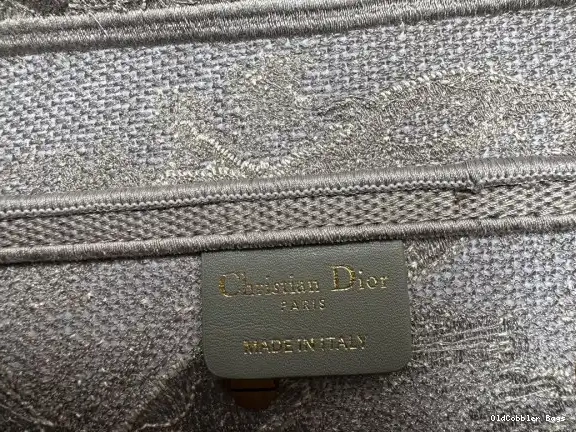 Christian Dior
PARIS
MADE IN ITALY
OldCobbler Bags